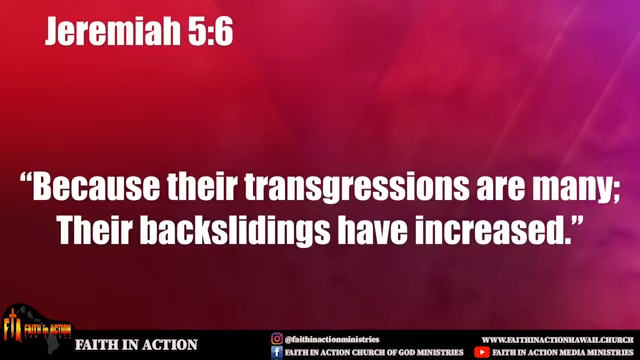 Jeremiah 5:6
“Because their transgressions are many;
Their backslidings have increased.”
FIA FAITH in ACTION
FAITH IN ACTION
@faithinactionministries
FAITH IN ACTION CHURCH OF GOD MINISTRIES
WWW.FAITHINACTIONHAWAII.CHURCH
FAITH IN ACTION MEDIA MINISTRIES